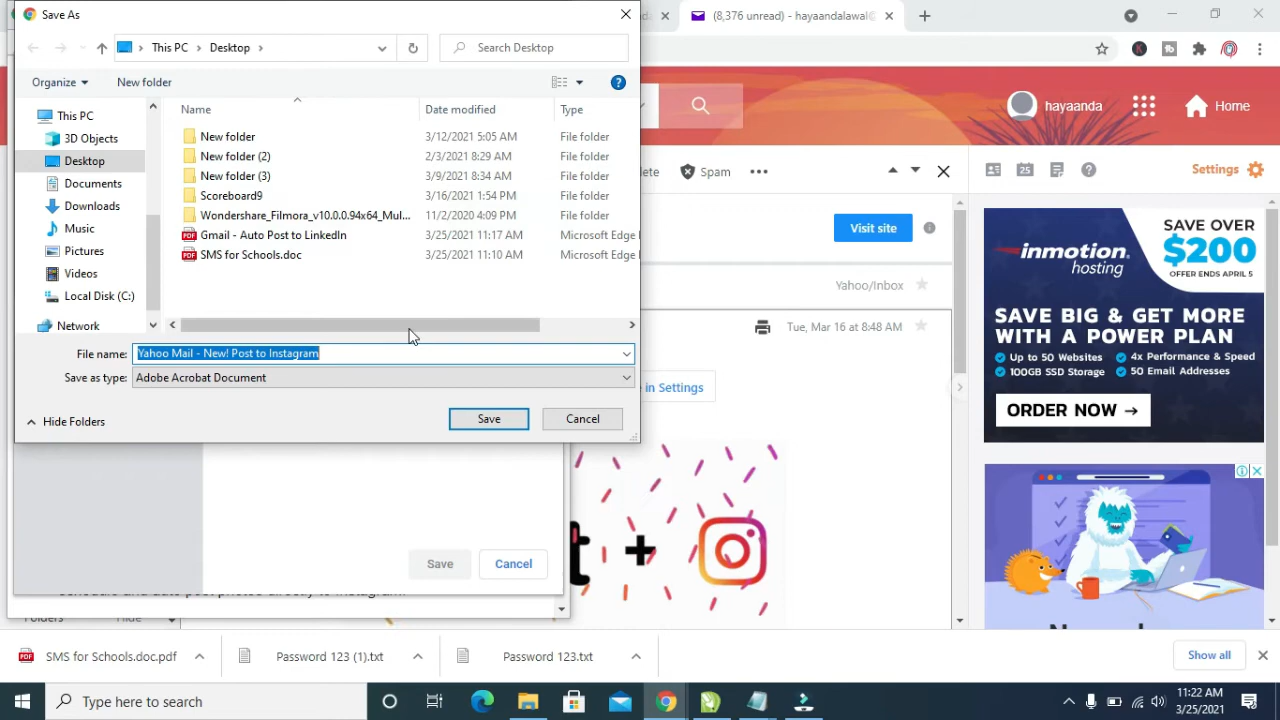 Save As
(8,376 unread) - hayaandalawal@
This PC
Desktop
Search Desktop
Organize
New folder
This PC
3D Objects
Desktop
Documents
Downloads
Music
Pictures
Videos
Local Disk (C:)
Network
Name
Date modified
Type
New folder
3/12/2021 5:05 AM
File folder
New folder (2)
2/3/2021 8:29 AM
File folder
New folder (3)
3/9/2021 8:34 AM
File folder
Scoreboard9
3/16/2021 1:54 PM
File folder
Wondershare_Filmora_v10.0.0.94x64_Mul...
11/2/2020 4:09 PM
File folder
Gmail - Auto Post to LinkedIn
3/25/2021 11:17 AM
Microsoft Edge
SMS for Schools.doc
3/25/2021 11:10 AM
Microsoft Edge
File name:
Yahoo Mail - New! Post to Instagram
Save as type:
Adobe Acrobat Document
Hide Folders
Save
Cancel
hayaanda
Home
Spam
25
Settings
Visit site
Yahoo/Inbox
Tue, Mar 16 at 8:48 AM
in Settings
Save
Cancel
Folders
Hide
inmotion
hosting
SAVE OVER
$200
OFFER ENDS APRIL 5
SAVE BIG & GET MORE
WITH A POWER PLAN
Up to 50 Websites
4x Performance & Speed
100GB SSD Storage
50 Email Addresses
ORDER NOW
SMS for Schools.doc.pdf
Password 123 (1).txt
Password 123.txt
Show all
Type here to search
11:22 AM
3/25/2021